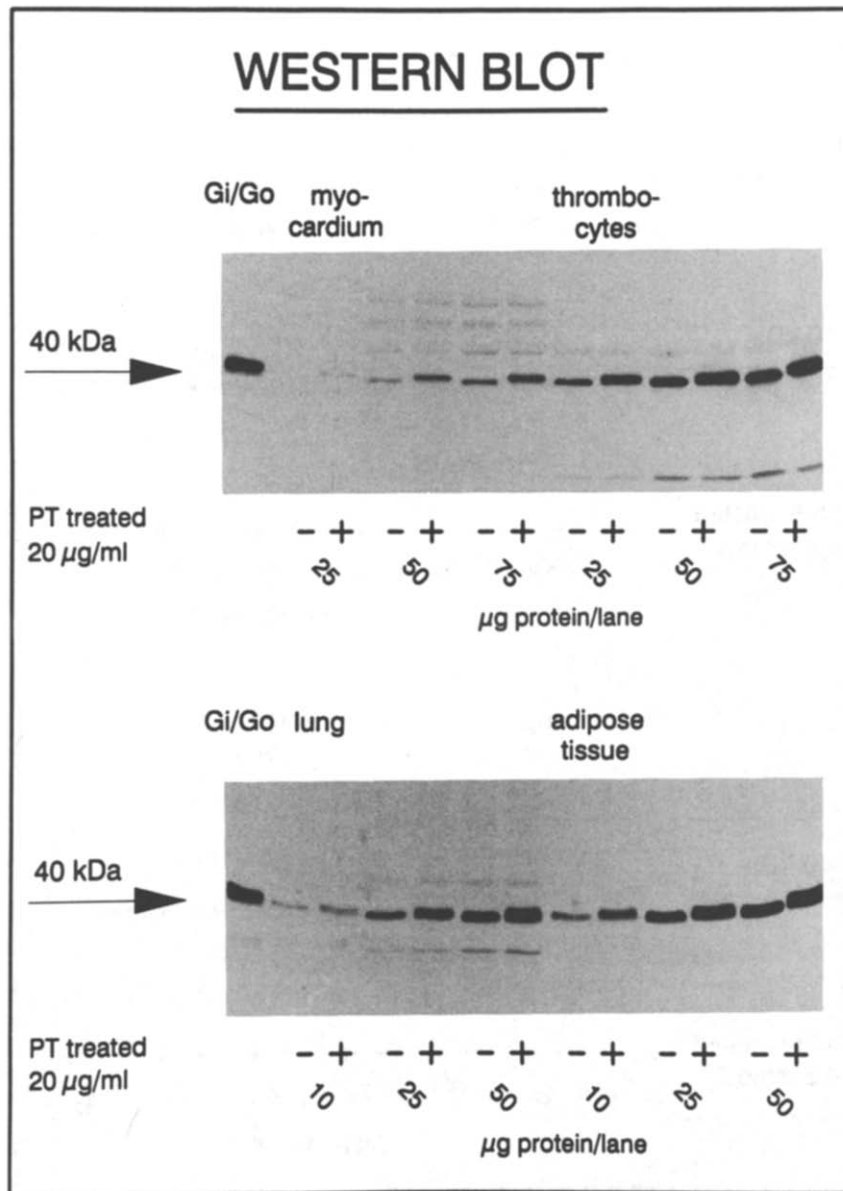 WESTERN BLOT
Gi/Go myo-
cardium thrombo-
cytes
40 kDa
PT treated - + - + - + - + - + - +
20 µg/ml 25 50 75 25 50 75
µg protein/lane
Gi/Go lung adipose
tissue
40 kDa
PT treated - + - + - + - + - + - +
20 µg/ml 10 25 50 10 25 50
µg protein/lane